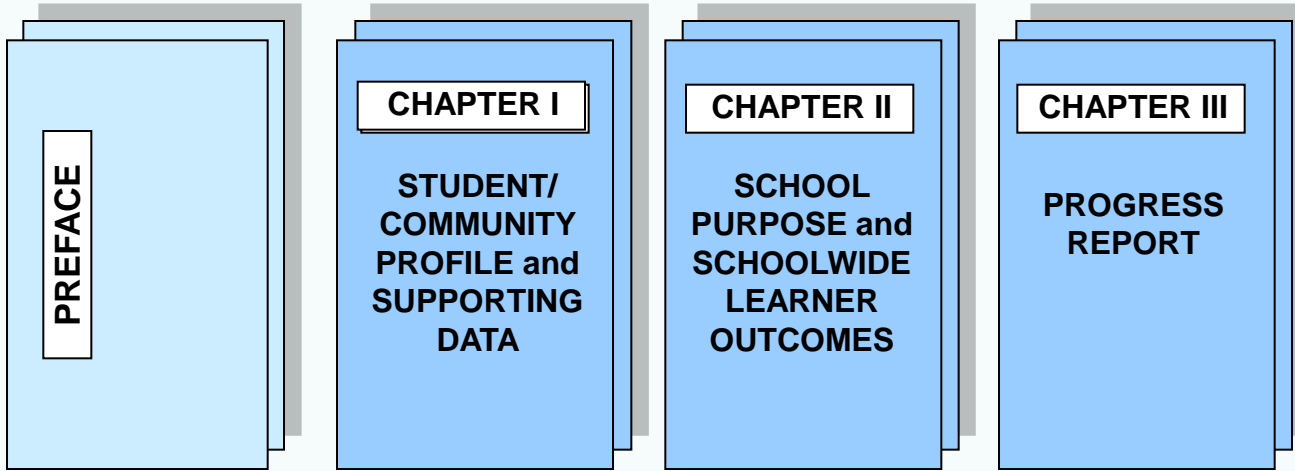 PREFACE
CHAPTER I
STUDENT/
COMMUNITY
PROFILE and
SUPPORTING
DATA
CHAPTER II
SCHOOL
PURPOSE and
SCHOOLWIDE
LEARNER
OUTCOMES
CHAPTER III
PROGRESS
REPORT